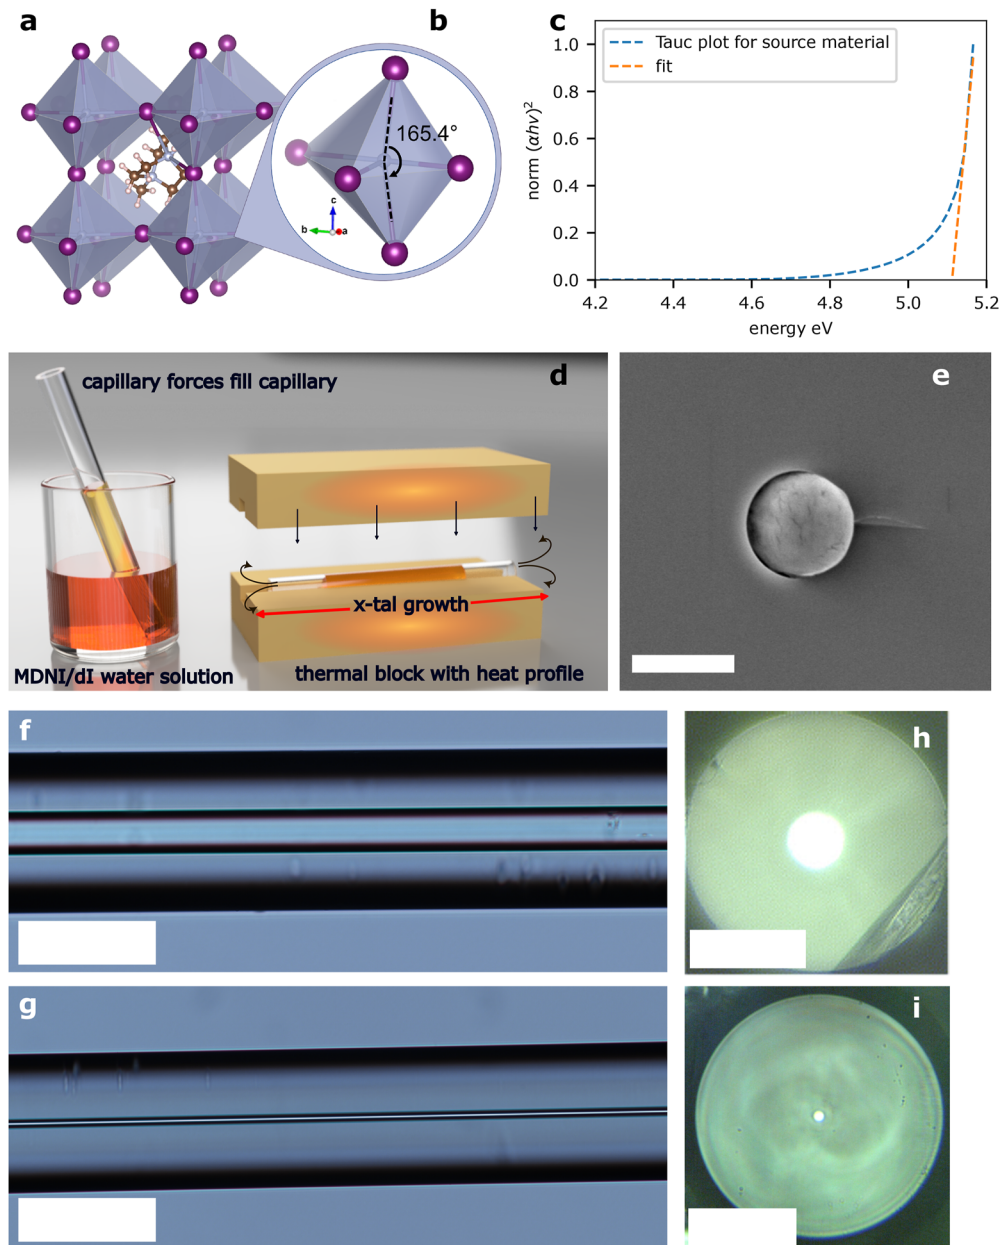 a
b
165.4°
c
b
a
c
Tauc plot for source material
fit
norm (αhν)²
1.0
0.8
0.6
0.4
0.2
0.0
4.2 4.4 4.6 4.8 5.0 5.2
energy eV
capillary forces fill capillary
d
x-tal growth
MDNI/dI water solution
thermal block with heat profile
e
f
h
g
i